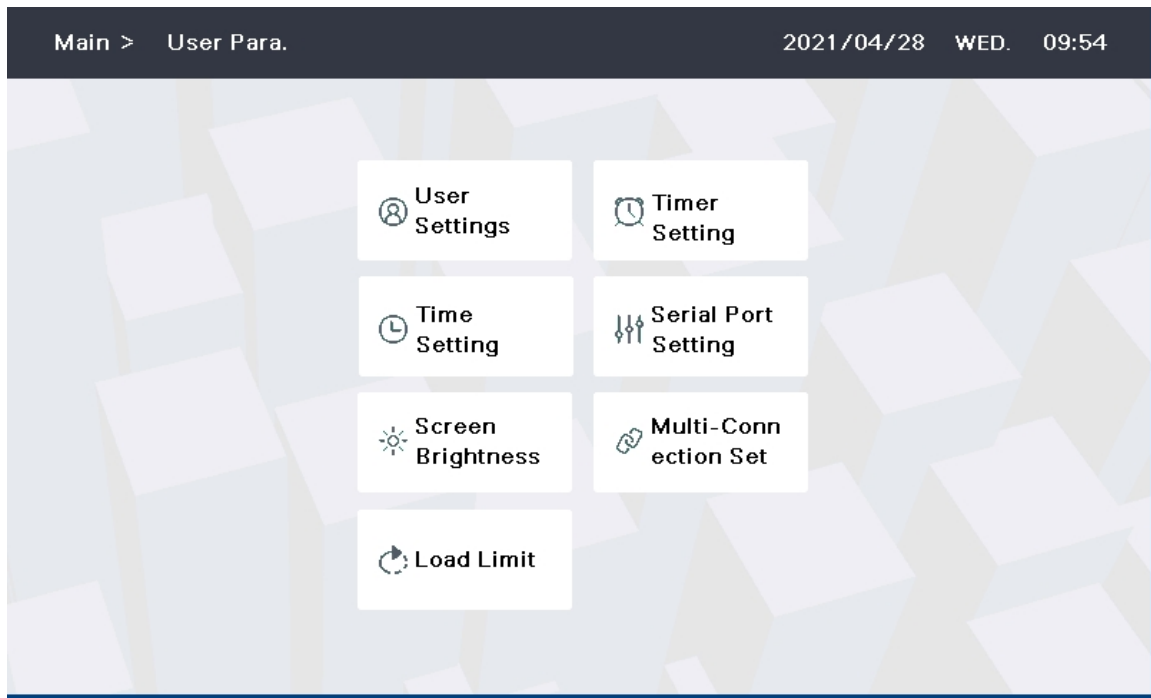 Main > User Para. 2021/04/28 WED. 09:54
User
Settings
Timer
Setting
Time
Setting
Serial Port
Setting
Screen
Brightness
Multi-Conn
ection Set
Load Limit